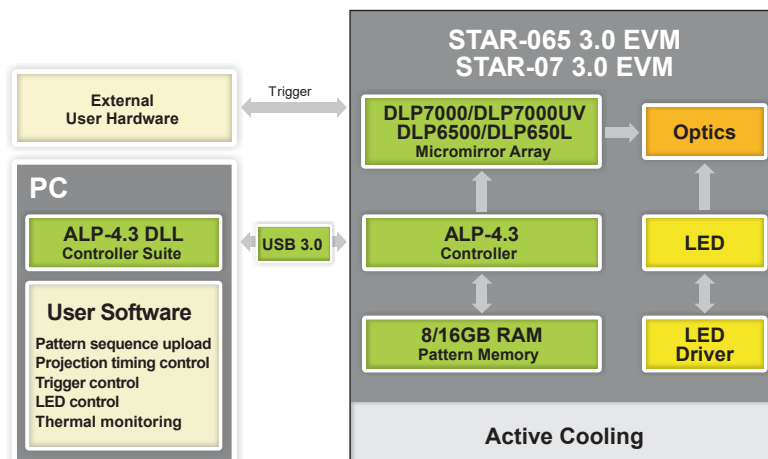 STAR-065 3.0 EVM
STAR-07 3.0 EVM
External
User Hardware
Trigger
DLP7000/DLP7000UV
DLP6500/DLP650L
Micromirror Array
Optics
PC
ALP-4.3 DLL
Controller Suite
USB 3.0
ALP-4.3
Controller
LED
User Software
Pattern sequence upload
Projection timing control
Trigger control
LED control
Thermal monitoring
8/16GB RAM
Pattern Memory
LED
Driver
Active Cooling